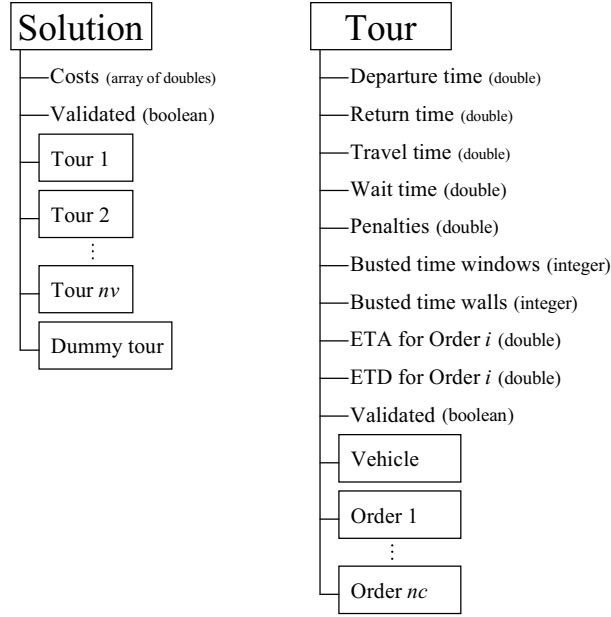 Solution
Costs (array of doubles)
Validated (boolean)
Tour 1
Tour 2
⋮
Tour nv
Dummy tour
Tour
Departure time (double)
Return time (double)
Travel time (double)
Wait time (double)
Penalties (double)
Busted time windows (integer)
Busted time walls (integer)
ETA for Order i (double)
ETD for Order i (double)
Validated (boolean)
Vehicle
Order 1
⋮
Order nc